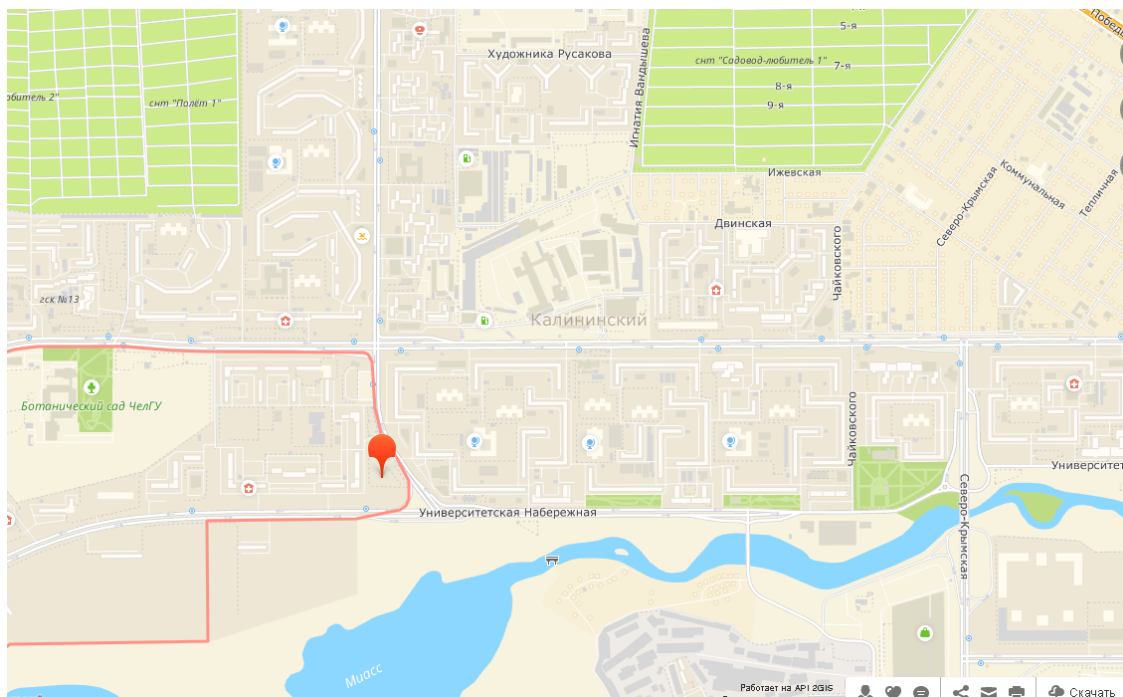 Победы
5-я
Художника Русакова
Игнатия Вандышева
снт "Садовод-любитель 1"
7-я
8-я
9-я
юбитель 2"
снт "Полёт 1"
Ижевская
Коммунальная
Тепличная
Северо-Крымская
Двинская
Чайковского
гск №13
Калининский
Ботанический сад ЧелГУ
Чайковского
Университет
Университетская Набережная
Северо-Крымская
Миасс
Работает на API 2GIS
Скачать